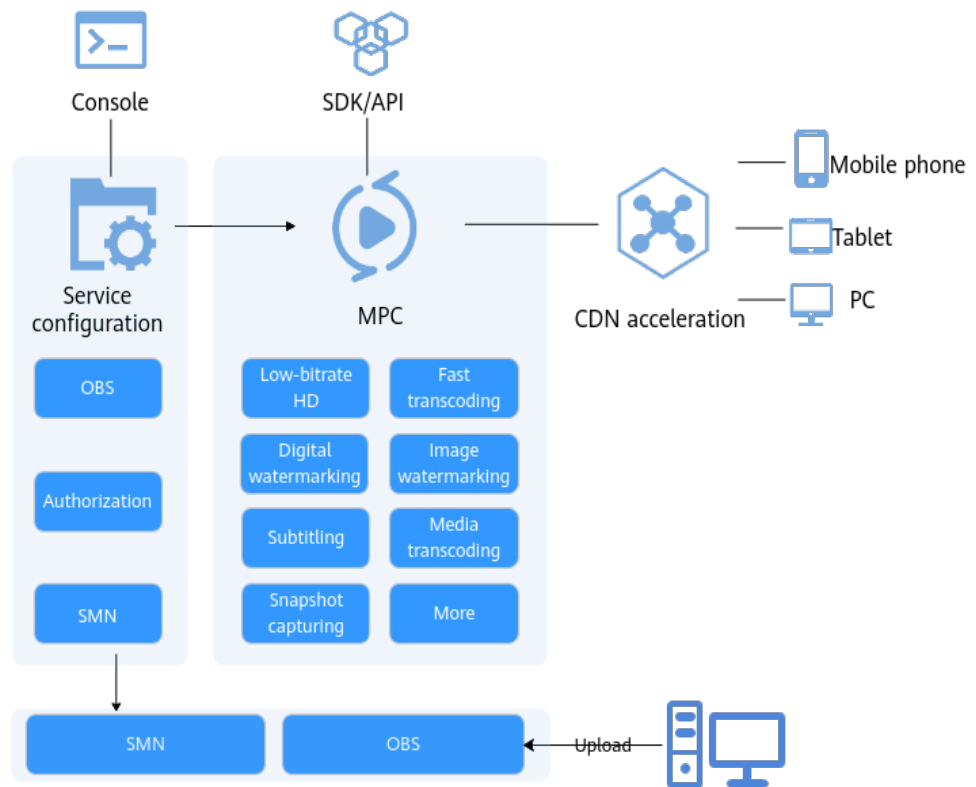 Console
SDK/API
Mobile phone
Tablet
PC
Service
configuration
MPC
CDN acceleration
OBS
Authorization
SMN
Low-bitrate
HD
Fast
transcoding
Digital
watermarking
Image
watermarking
Subtitling
Media
transcoding
Snapshot
capturing
More
SMN
OBS
Upload